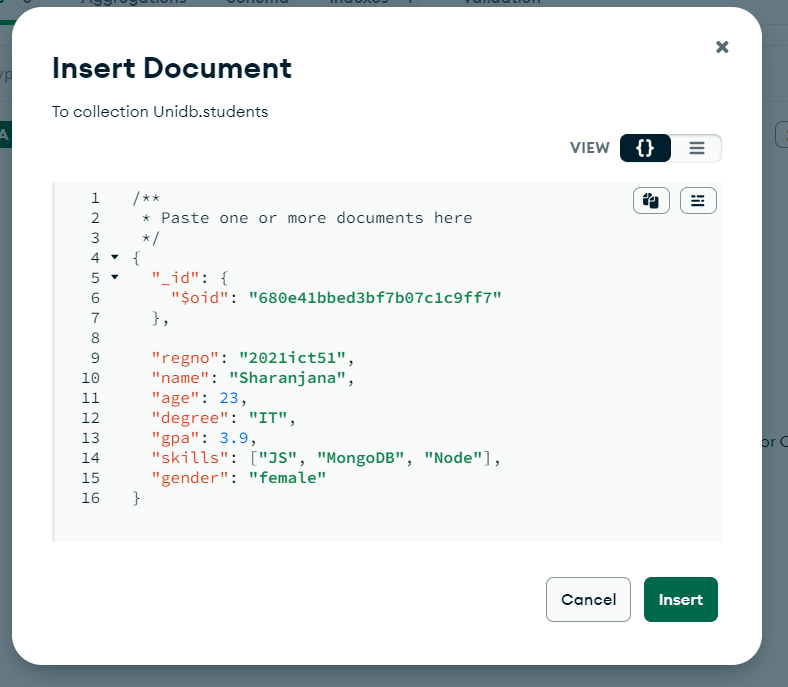 Insert Document
To collection Unidb.students
VIEW {}
1 /**
2 * Paste one or more documents here
3 */
4 {
5 "_id": {
6 "$oid": "680e41bbed3bf7b07c1c9ff7"
7 },
8
9 "regno": "2021ict51",
10 "name": "Sharanjana",
11 "age": 23,
12 "degree": "IT",
13 "gpa": 3.9,
14 "skills": ["JS", "MongoDB", "Node"],
15 "gender": "female"
16 }
Cancel Insert